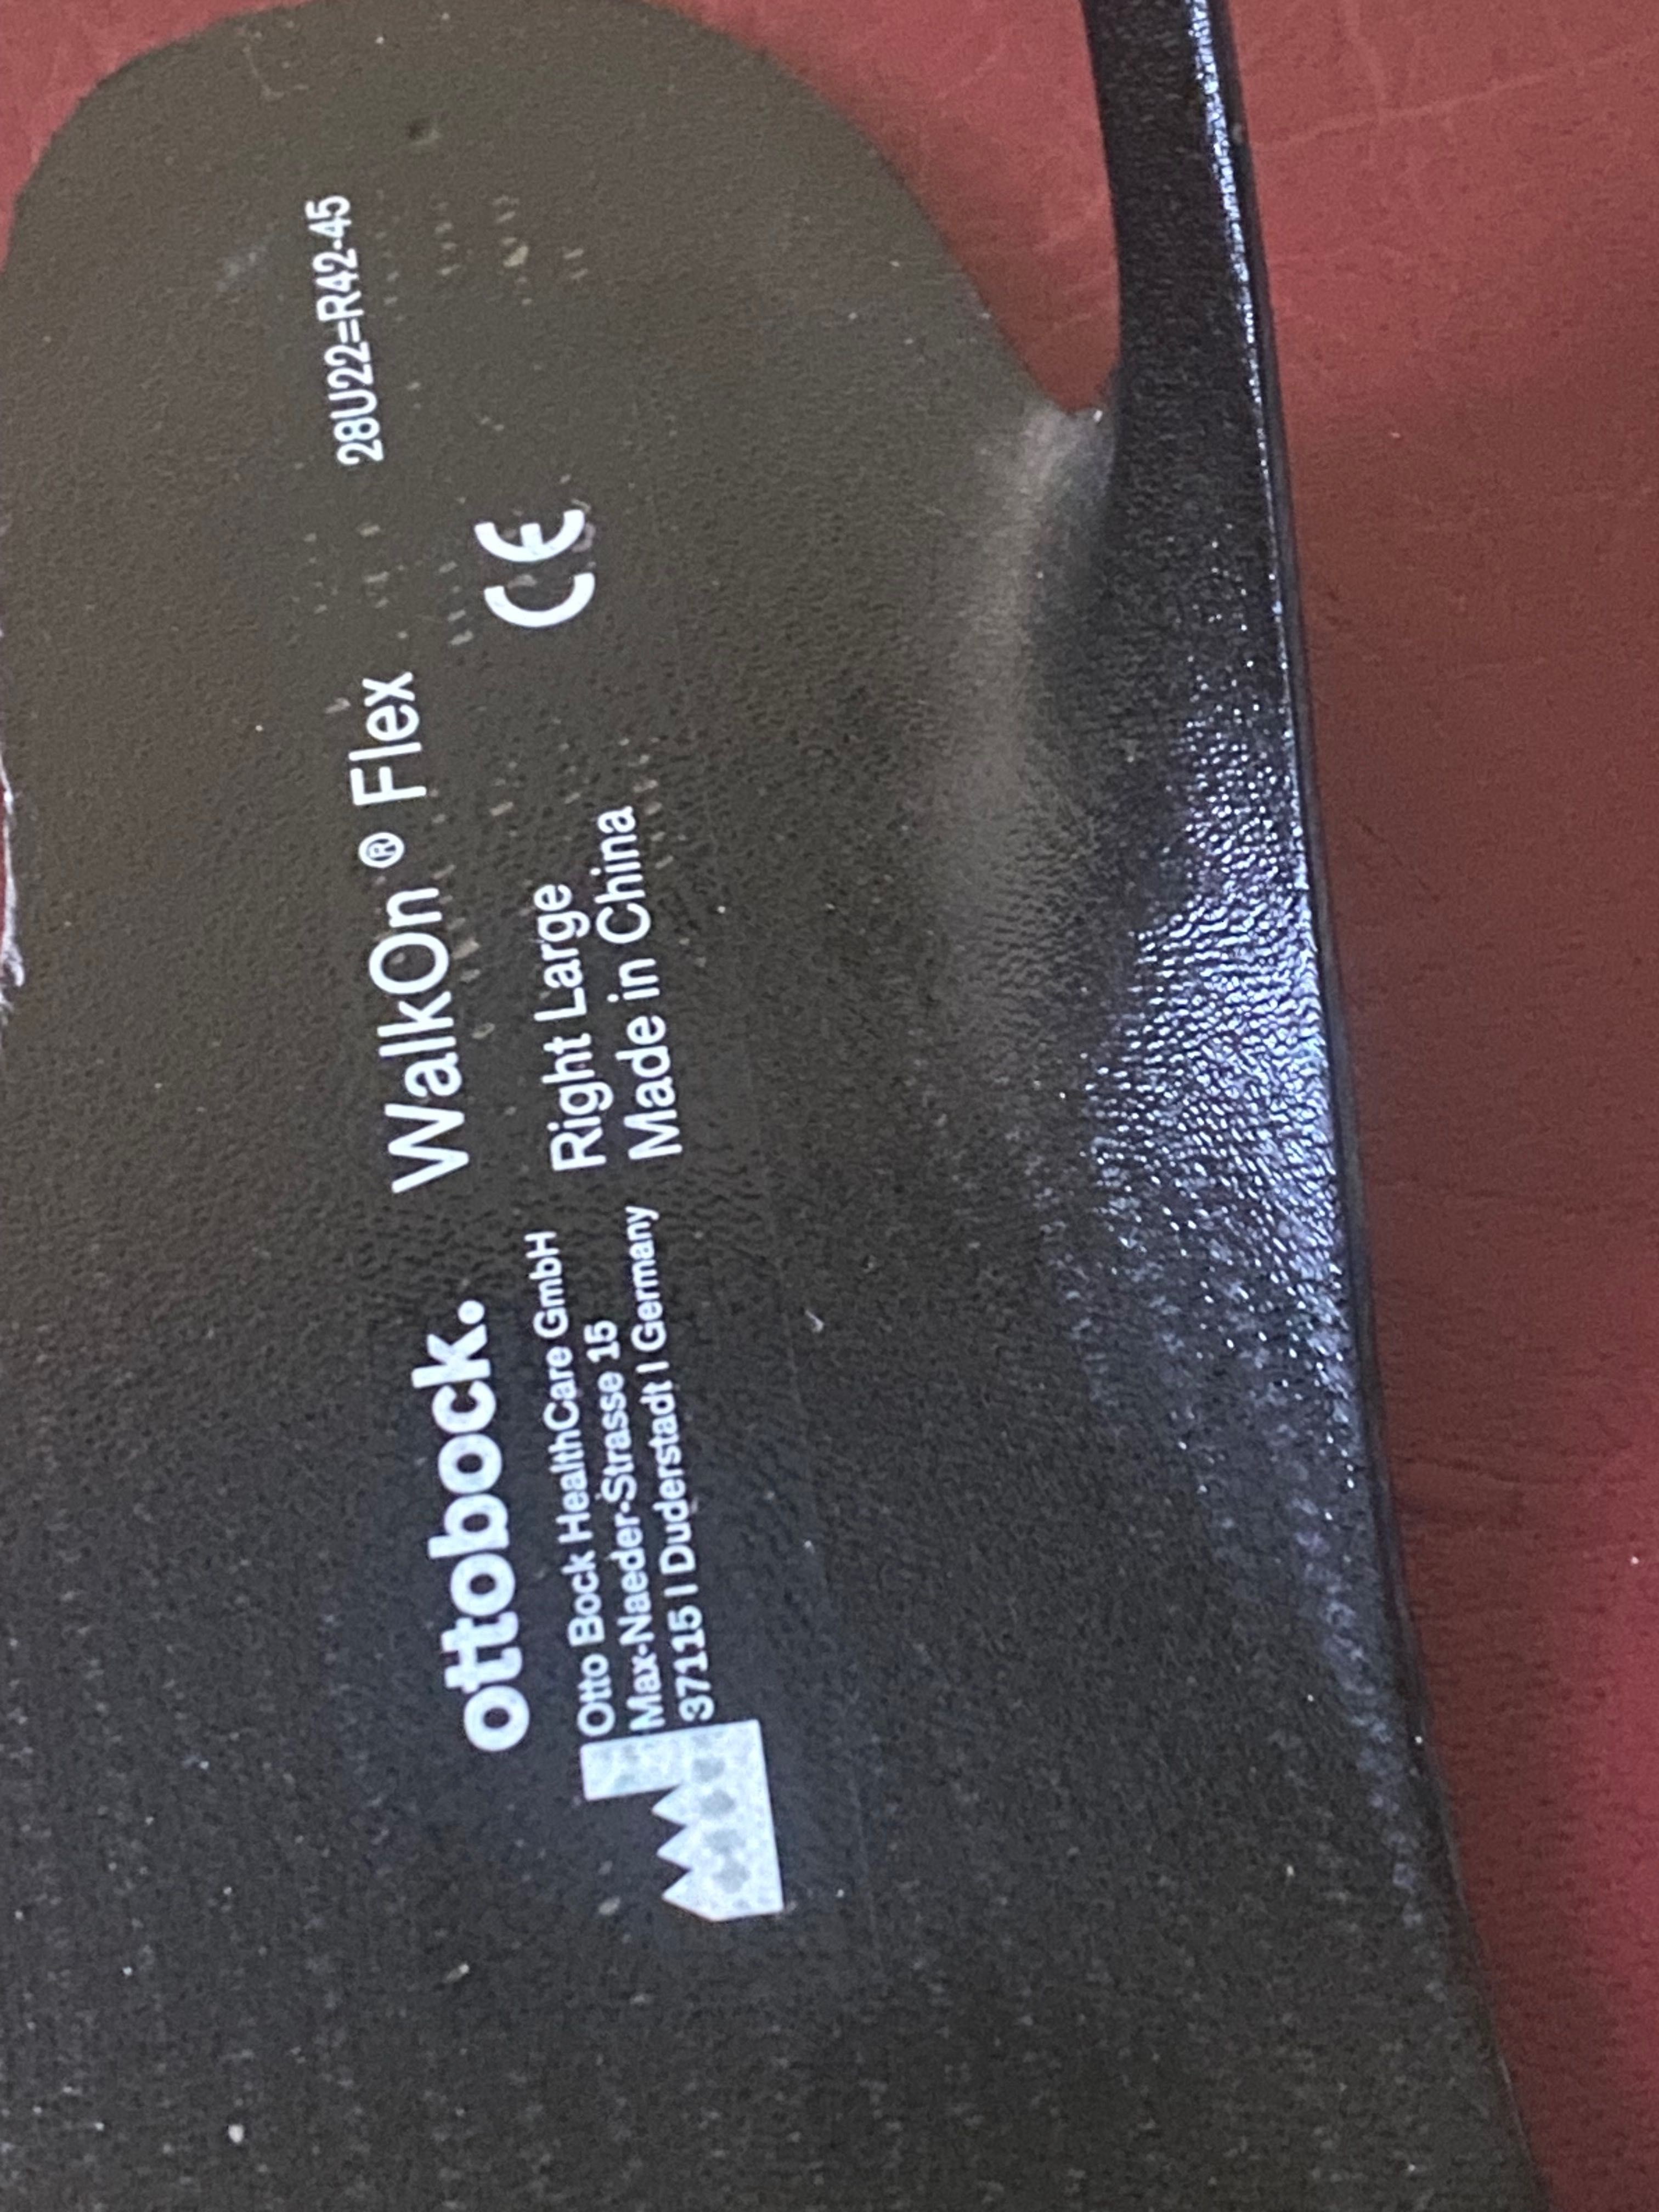 ottobock.
Otto Bock HealthCare GmbH
Max-Naeder-Strasse 15
37115 I Duderstadt I Germany
WalkOn® Flex
Right Large
Made in China
CE
28U22=R42-45